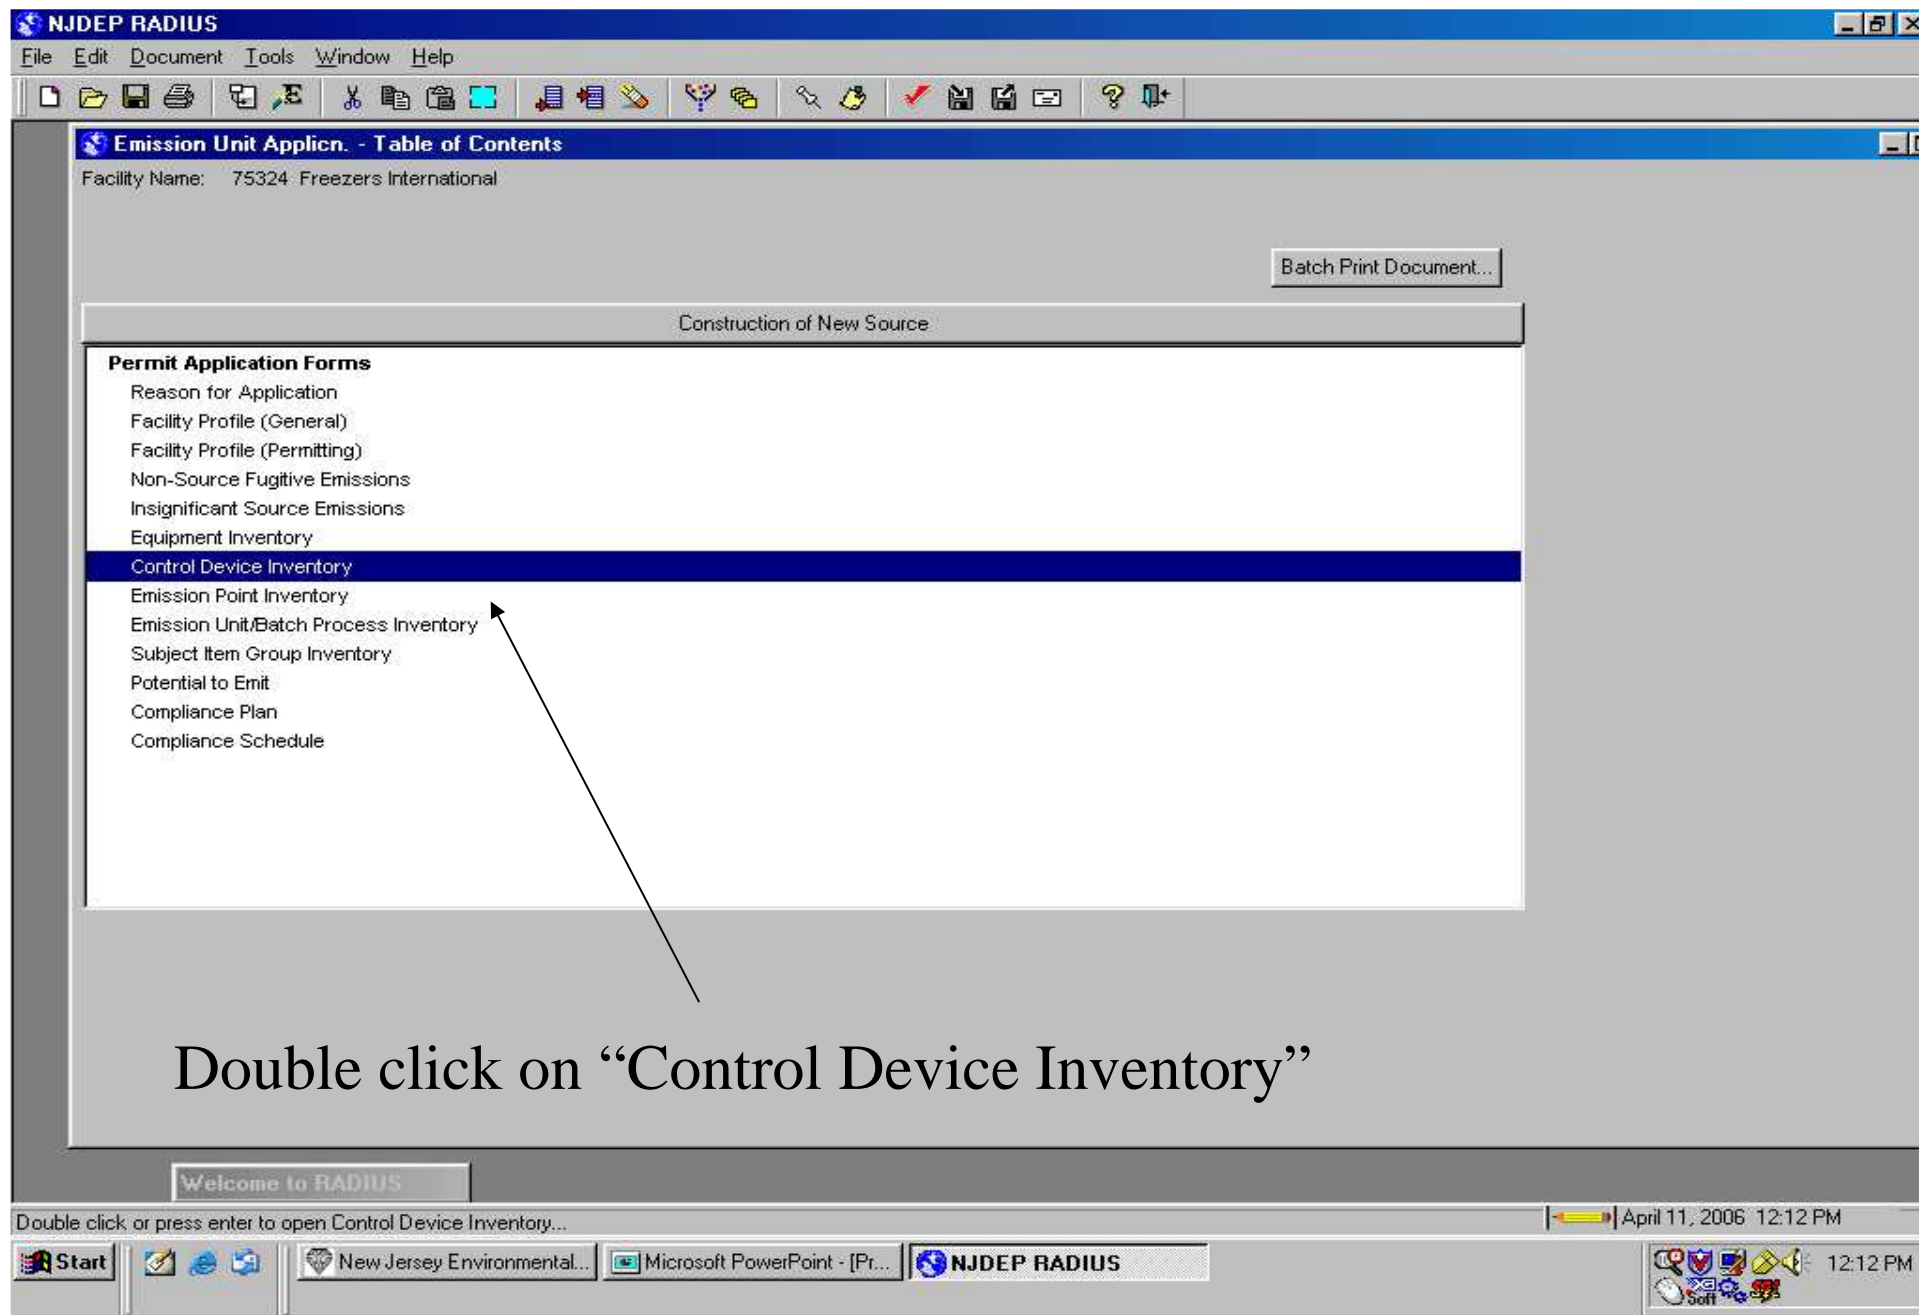 NJDEP RADIUS
File Edit Document Tools Window Help
Emission Unit Applicn. - Table of Contents
Facility Name: 75324 Freezers International
Batch Print Document...
Construction of New Source
Permit Application Forms
Reason for Application
Facility Profile (General)
Facility Profile (Permitting)
Non-Source Fugitive Emissions
Insignificant Source Emissions
Equipment Inventory
Control Device Inventory
Emission Point Inventory
Emission Unit/Batch Process Inventory
Subject Item Group Inventory
Potential to Emit
Compliance Plan
Compliance Schedule
Double click on “Control Device Inventory”
Welcome to RADIUS
Double click or press enter to open Control Device Inventory...
April 11, 2006 12:12 PM
Start New Jersey Environmental... Microsoft PowerPoint - [Pr... NJDEP RADIUS 12:12 PM
Soft